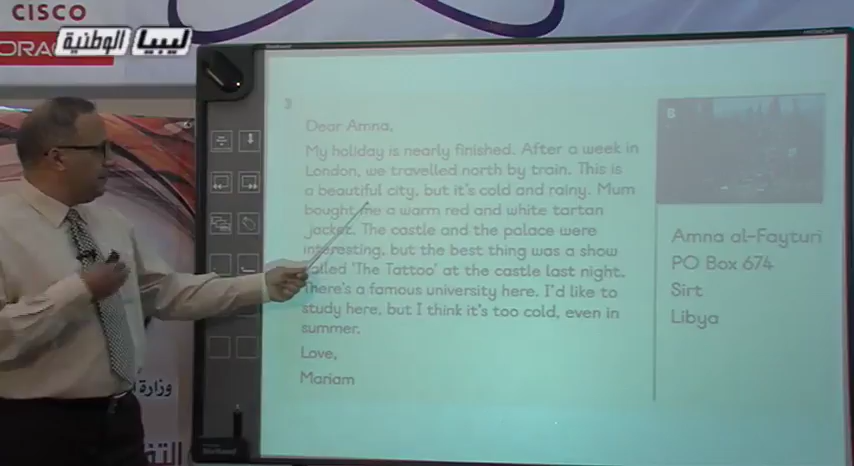 CISCO
ORACL
ليبيا الوطنية
Dear Amna,
My holiday is nearly finished. After a week in
London, we travelled north by train. This is
a beautiful city, but it's cold and rainy. Mum
bought me a warm red and white tartan
jacket. The castle and the palace were
interesting, but the best thing was a show
called 'The Tattoo' at the castle last night.
There's a famous university here. I'd like to
study here, but I think it's too cold, even in
summer.
Love,
Mariam
B
Amna al-Fayturi
PO Box 674
Sirt
Libya
وزارة